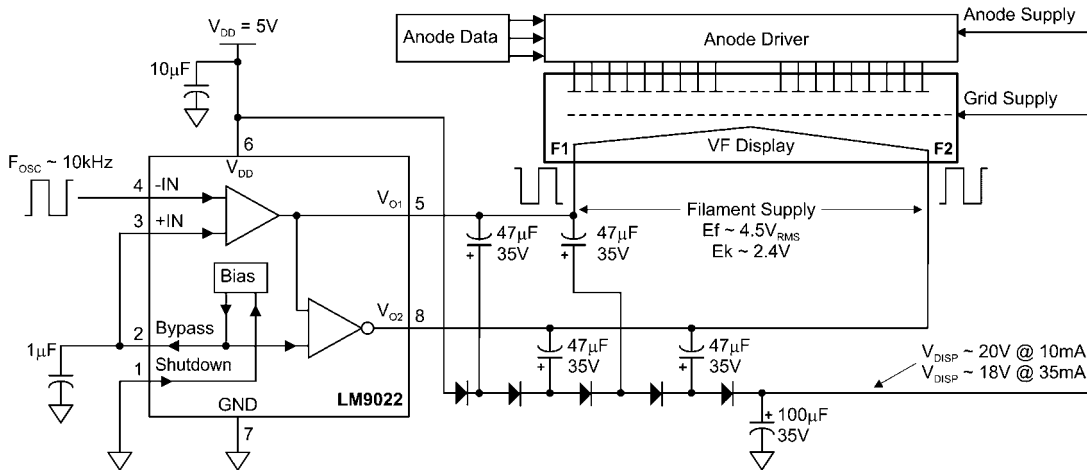 V_DD = 5V
10μF
Anode Data
Anode Driver
Anode Supply
Grid Supply
F1
VF Display
F2
F_OSC ~ 10kHz
6
V_DD
4
-IN
3
+IN
V_O1
5
Filament Supply
Ef ~ 4.5V_RMS
Ek ~ 2.4V
47μF
35V
+
47μF
35V
+
Bias
V_O2
8
2
Bypass
1μF
1
Shutdown
47μF
35V
+
47μF
35V
+
V_DISP ~ 20V @ 10mA
V_DISP ~ 18V @ 35mA
GND
LM9022
7
+
100μF
35V